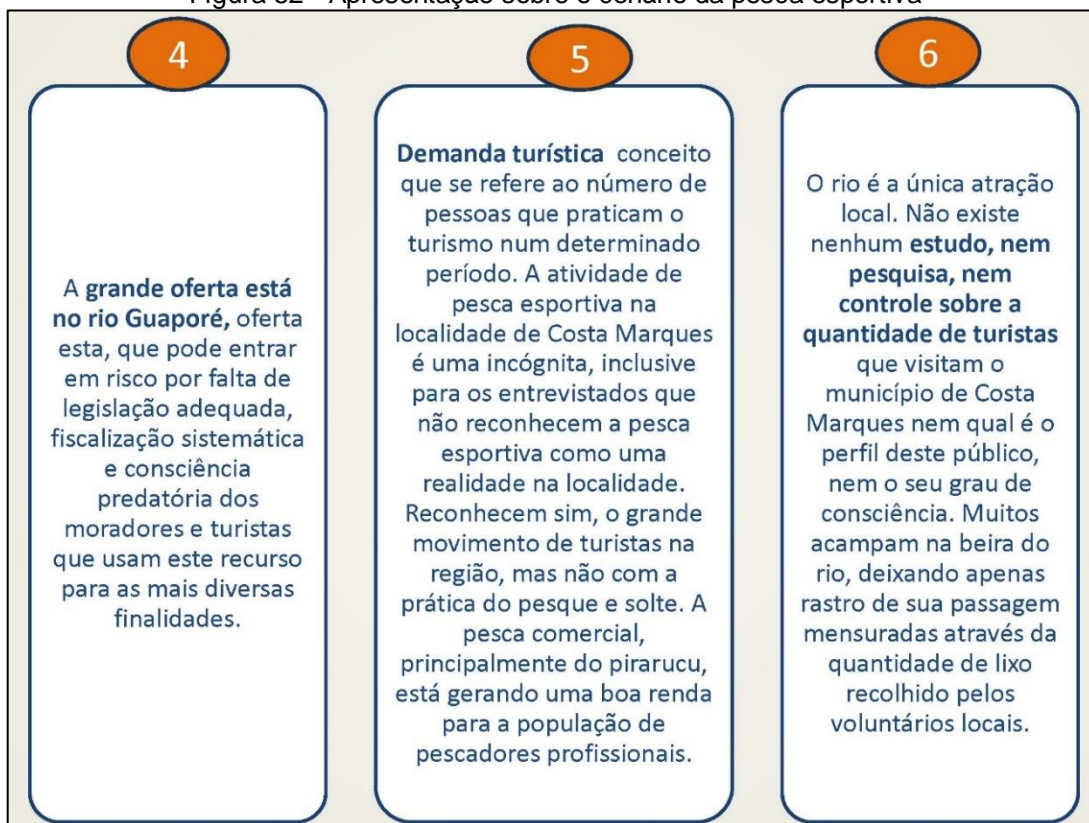 Figura 32 - Apresentação sobre o cenário da pesca esportiva
4
A grande oferta está
no rio Guaporé, oferta
esta, que pode entrar
em risco por falta de
legislação adequada,
fiscalização sistemática
e consciência
predatória dos
moradores e turistas
que usam este recurso
para as mais diversas
finalidades.
5
Demanda turística conceito
que se refere ao número de
pessoas que praticam o
turismo num determinado
período. A atividade de
pesca esportiva na
localidade de Costa Marques
é uma incógnita, inclusive
para os entrevistados que
não reconhecem a pesca
esportiva como uma
realidade na localidade.
Reconhecem sim, o grande
movimento de turistas na
região, mas não com a
prática do pesque e solte. A
pesca comercial,
principalmente do pirarucu,
está gerando uma boa renda
para a população de
pescadores profissionais.
6
O rio é a única atração
local. Não existe
nenhum estudo, nem
pesquisa, nem
controle sobre a
quantidade de turistas
que visitam o
município de Costa
Marques nem qual é o
perfil deste público,
nem o seu grau de
consciência. Muitos
acampam na beira do
rio, deixando apenas
rastro de sua passagem
mensuradas através da
quantidade de lixo
recolhido pelos
voluntários locais.